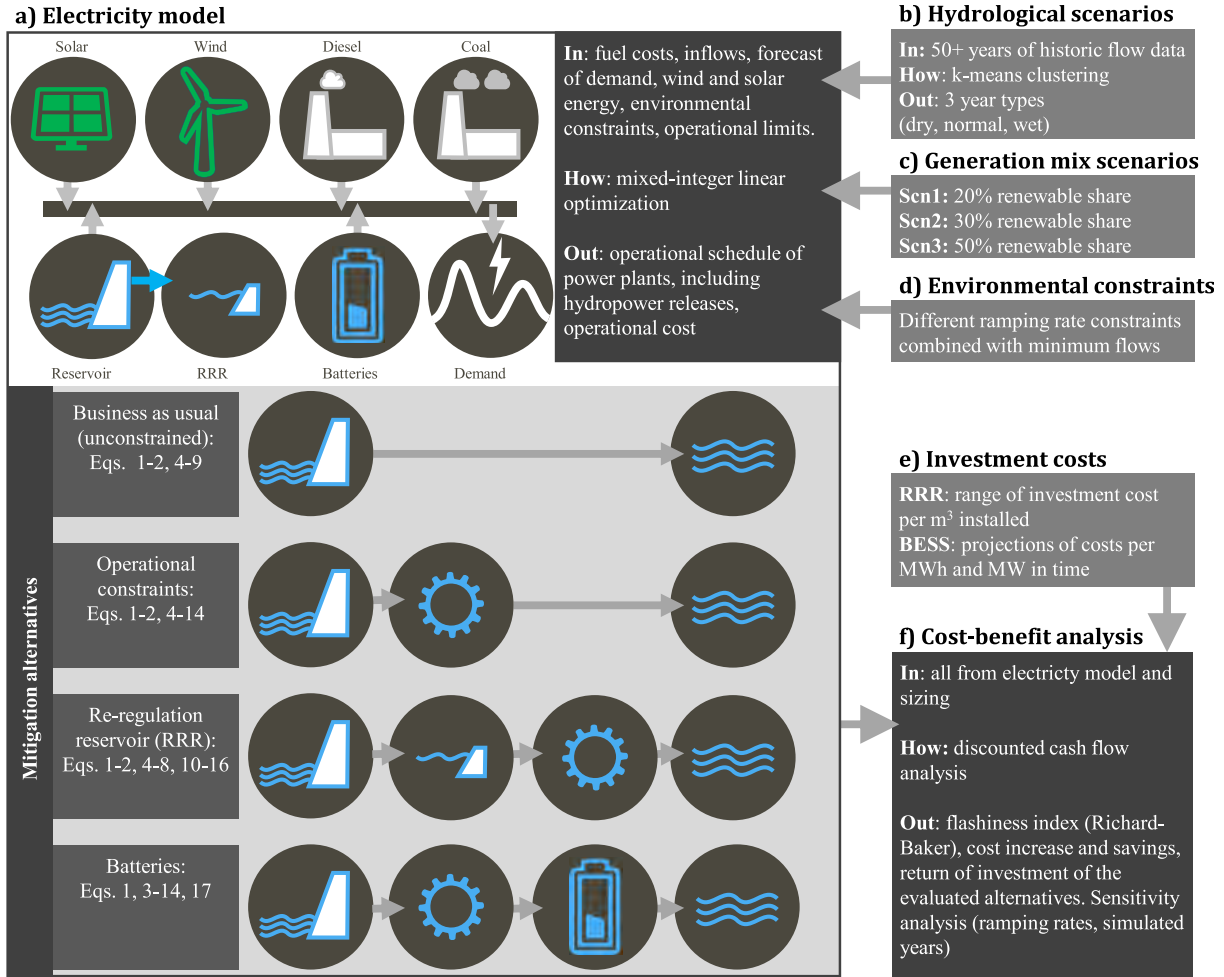 a) Electricity model
Solar
Wind
Diesel
Coal
Reservoir
RRR
Batteries
Demand
In: fuel costs, inflows, forecast
of demand, wind and solar
energy, environmental
constraints, operational limits.
How: mixed-integer linear
optimization
Out: operational schedule of
power plants, including
hydropower releases,
operational cost
Mitigation alternatives
Business as usual
(unconstrained):
Eqs.  1-2, 4-9
Operational
constraints:
Eqs. 1-2, 4-14
Re-regulation
reservoir (RRR):
Eqs. 1-2, 4-8, 10-16
Batteries:
Eqs. 1, 3-14, 17
b) Hydrological scenarios
In: 50+ years of historic flow data
How: k-means clustering
Out: 3 year types
(dry, normal, wet)
c) Generation mix scenarios
Scn1: 20% renewable share
Scn2: 30% renewable share
Scn3: 50% renewable share
d) Environmental constraints
Different ramping rate constraints
combined with minimum flows
e) Investment costs
RRR: range of investment cost
per m³ installed
BESS: projections of costs per
MWh and MW in time
f) Cost-benefit analysis
In: all from electricty model and
sizing
How: discounted cash flow
analysis
Out: flashiness index (Richard-
Baker), cost increase and savings,
return of investment of the
evaluated alternatives. Sensitivity
analysis (ramping rates, simulated
years)